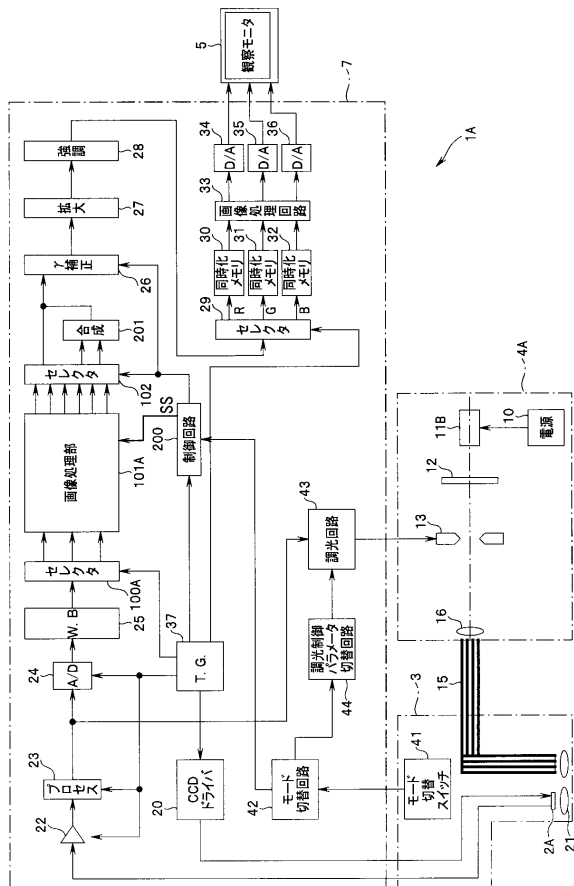 5
観察モニタ
7
34
35
36
D/A
D/A
D/A
33
画像処理回路
30
31
32
同時化メモリ
同時化メモリ
同時化メモリ
R
G
B
29
セレクタ
28
強調
27
拡大
26
γ補正
201
合成
102
セレクタ
101A
画像処理部
SS
200
制御回路
100A
セレクタ
25
W.B
24
A/D
23
プロセス
22
37
T.G.
20
CCD
ドライバ
42
モード
切替回路
44
調光制御
パラメータ
切替回路
43
調光回路
41
モード
切替
スイッチ
3
2A
21
15
16
13
12
11B
10
電源
4A
1A